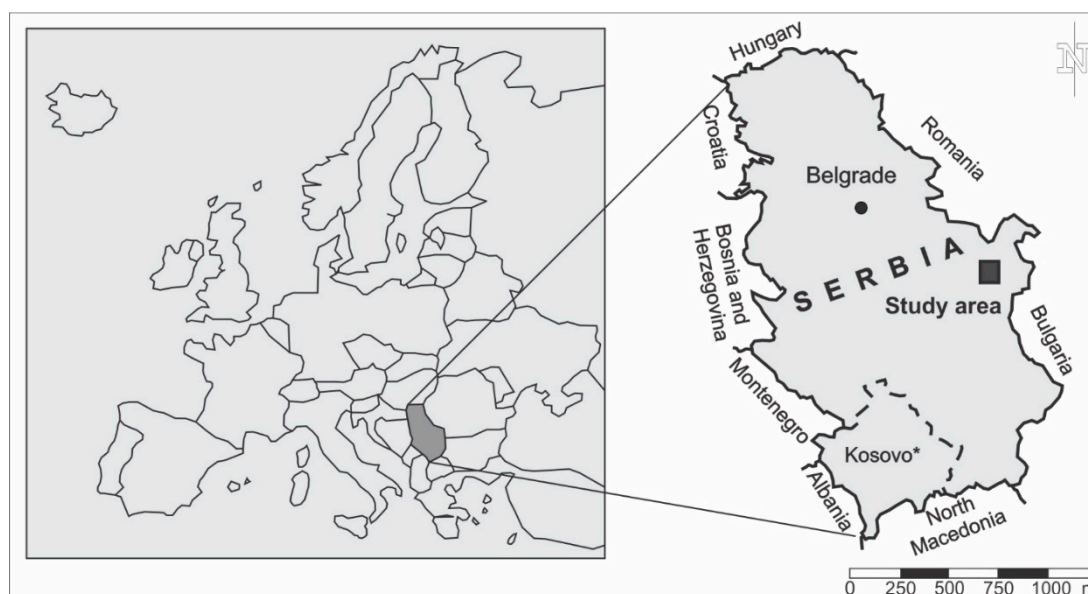 N
Hungary
Croatia
Romania
Belgrade
Bosnia and
Herzegovina
SERBIA
Study area
Bulgaria
Montenegro
Kosovo*
Albania
North
Macedonia
0 250 500 750 1000